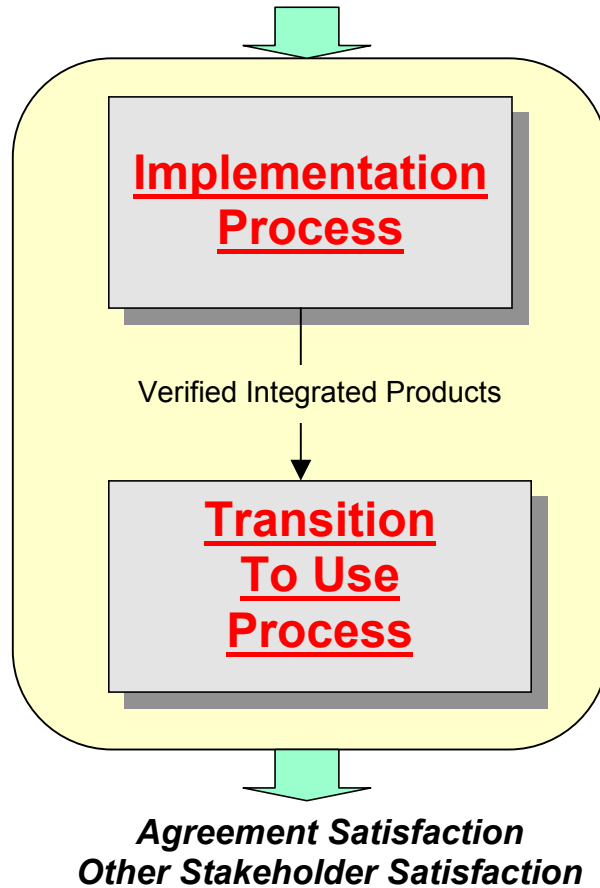 Implementation
Process
Verified Integrated Products
Transition
To Use
Process
Agreement Satisfaction
Other Stakeholder Satisfaction